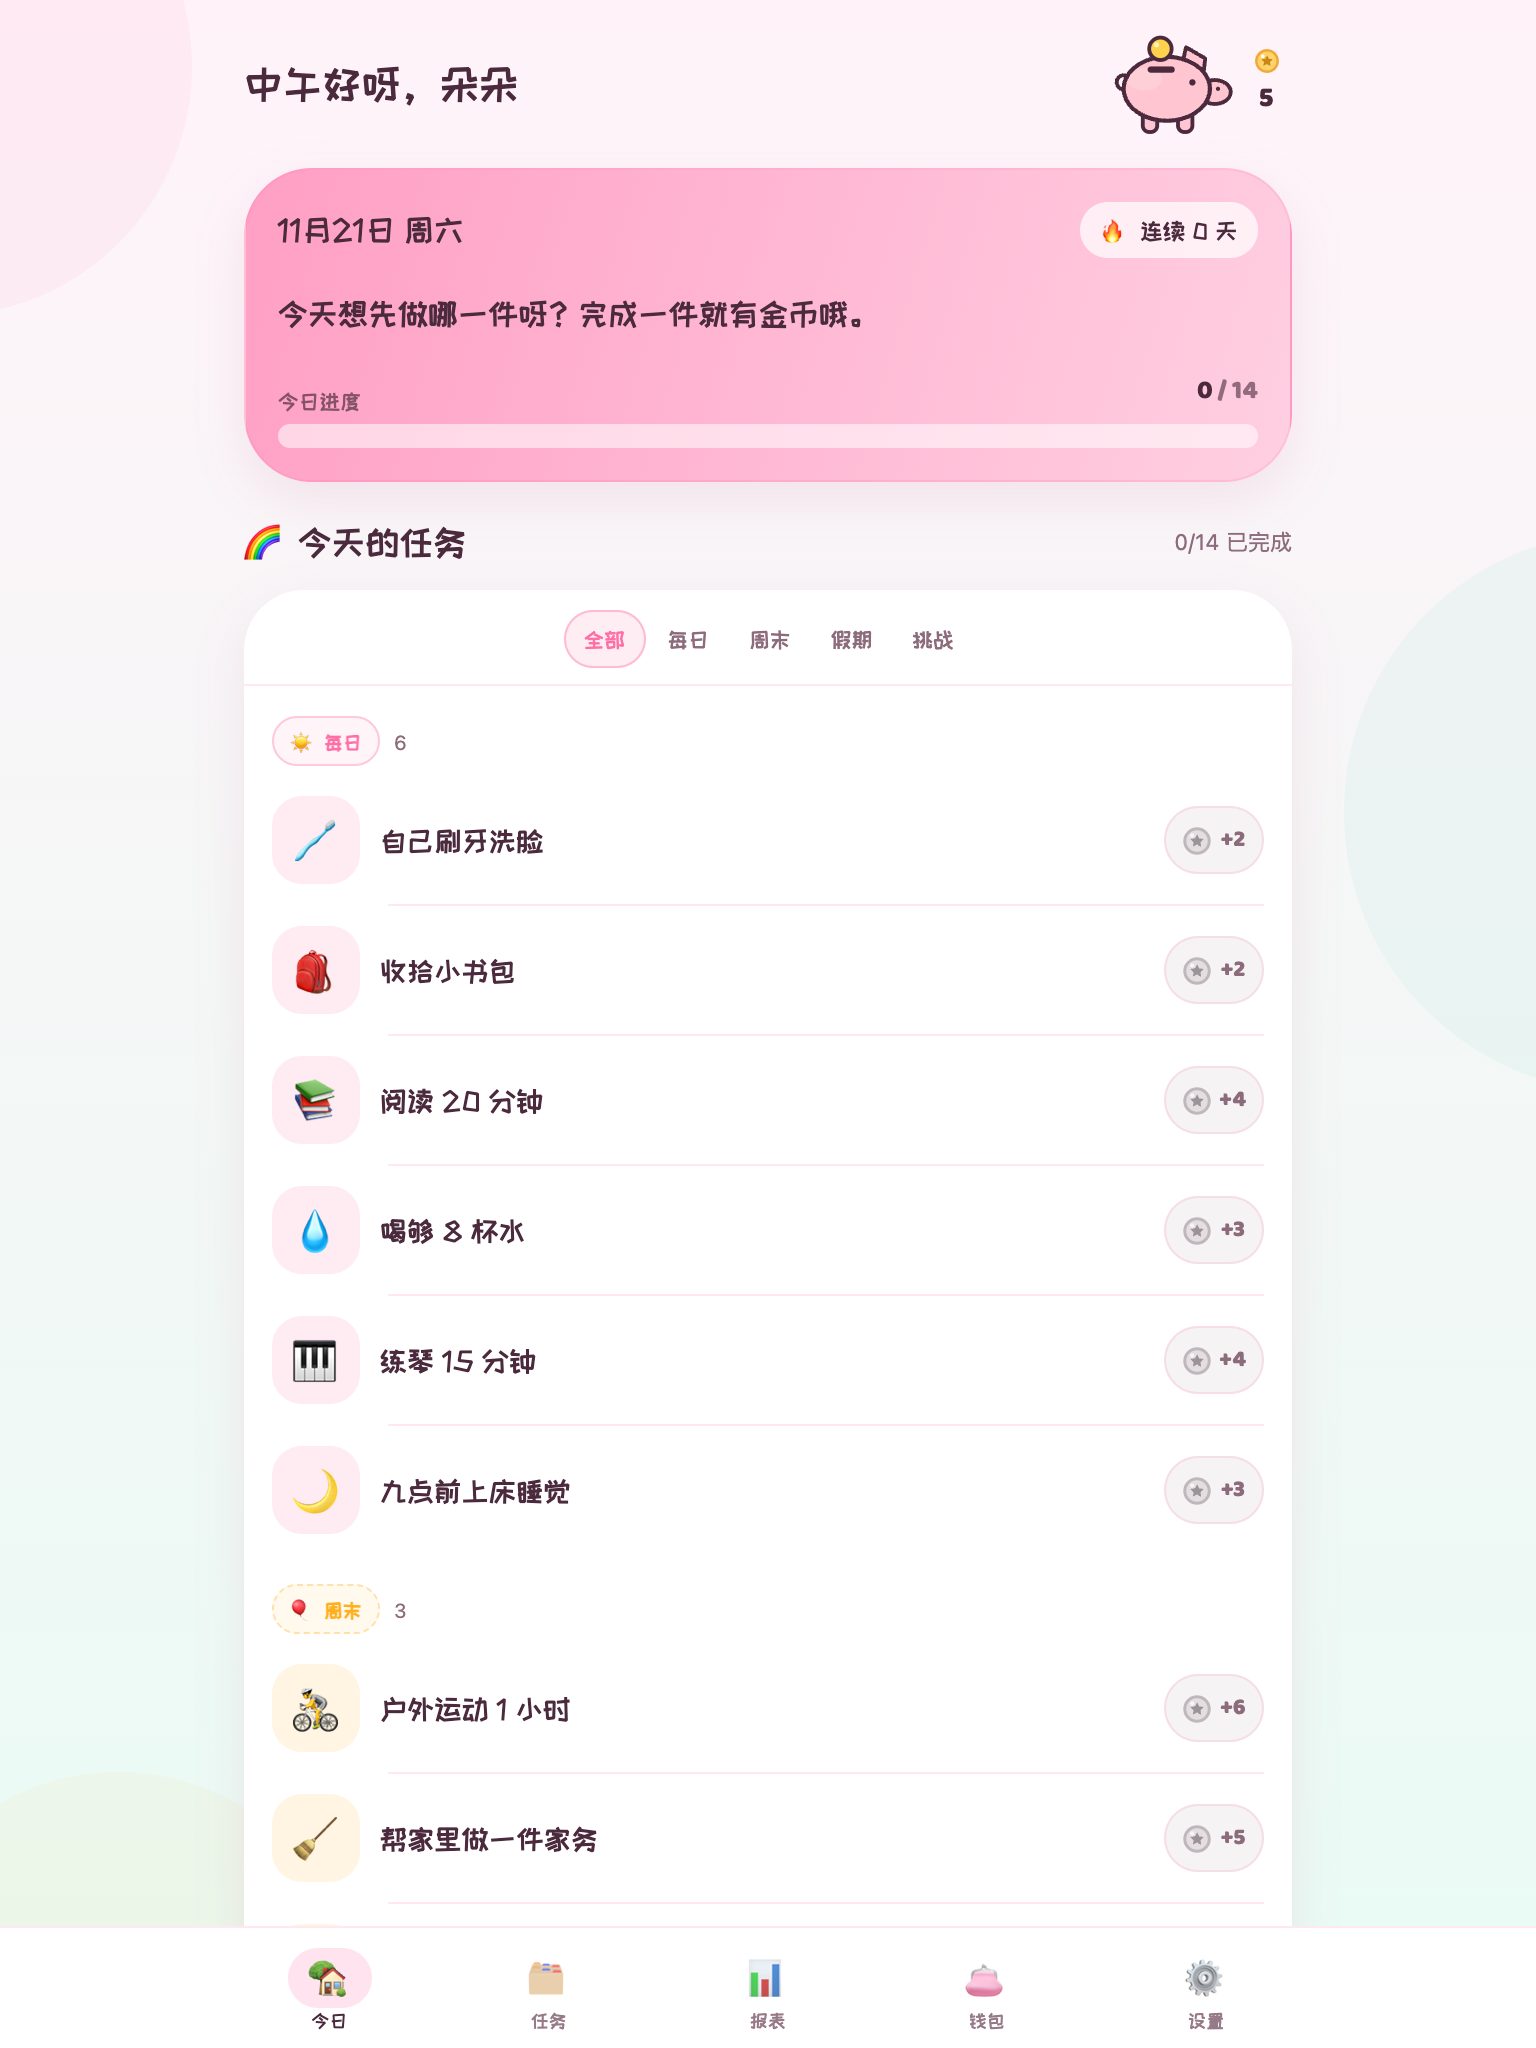 中午好呀，朵朵
5
11月21日 周六
连续 0 天
今天想先做哪一件呀？完成一件就有金币哦。
今日进度
0 / 14
今天的任务
0/14 已完成
全部
每日
周末
假期
挑战
每日
6
自己刷牙洗脸
+2
收拾小书包
+2
阅读 20 分钟
+4
喝够 8 杯水
+3
练琴 15 分钟
+4
九点前上床睡觉
+3
周末
3
户外运动 1 小时
+6
帮家里做一件家务
+5
今日
任务
报表
钱包
设置